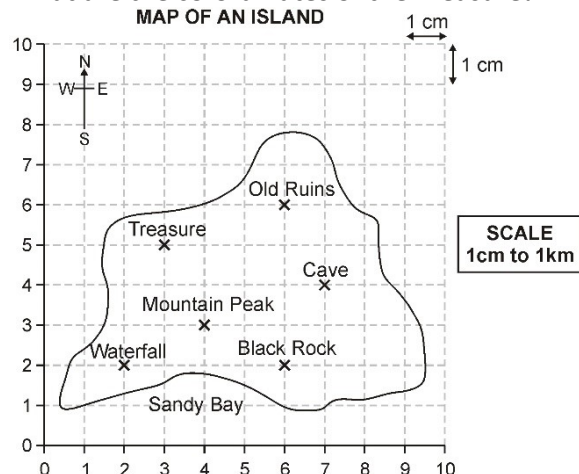 MAP OF AN ISLAND
1 cm
1 cm
10
9
8
7
6
5
4
3
2
1
0
N
W E
S
Old Ruins
Treasure
Cave
Mountain Peak
Waterfall
Black Rock
Sandy Bay
SCALE
1cm to 1km
0 1 2 3 4 5 6 7 8 9 10